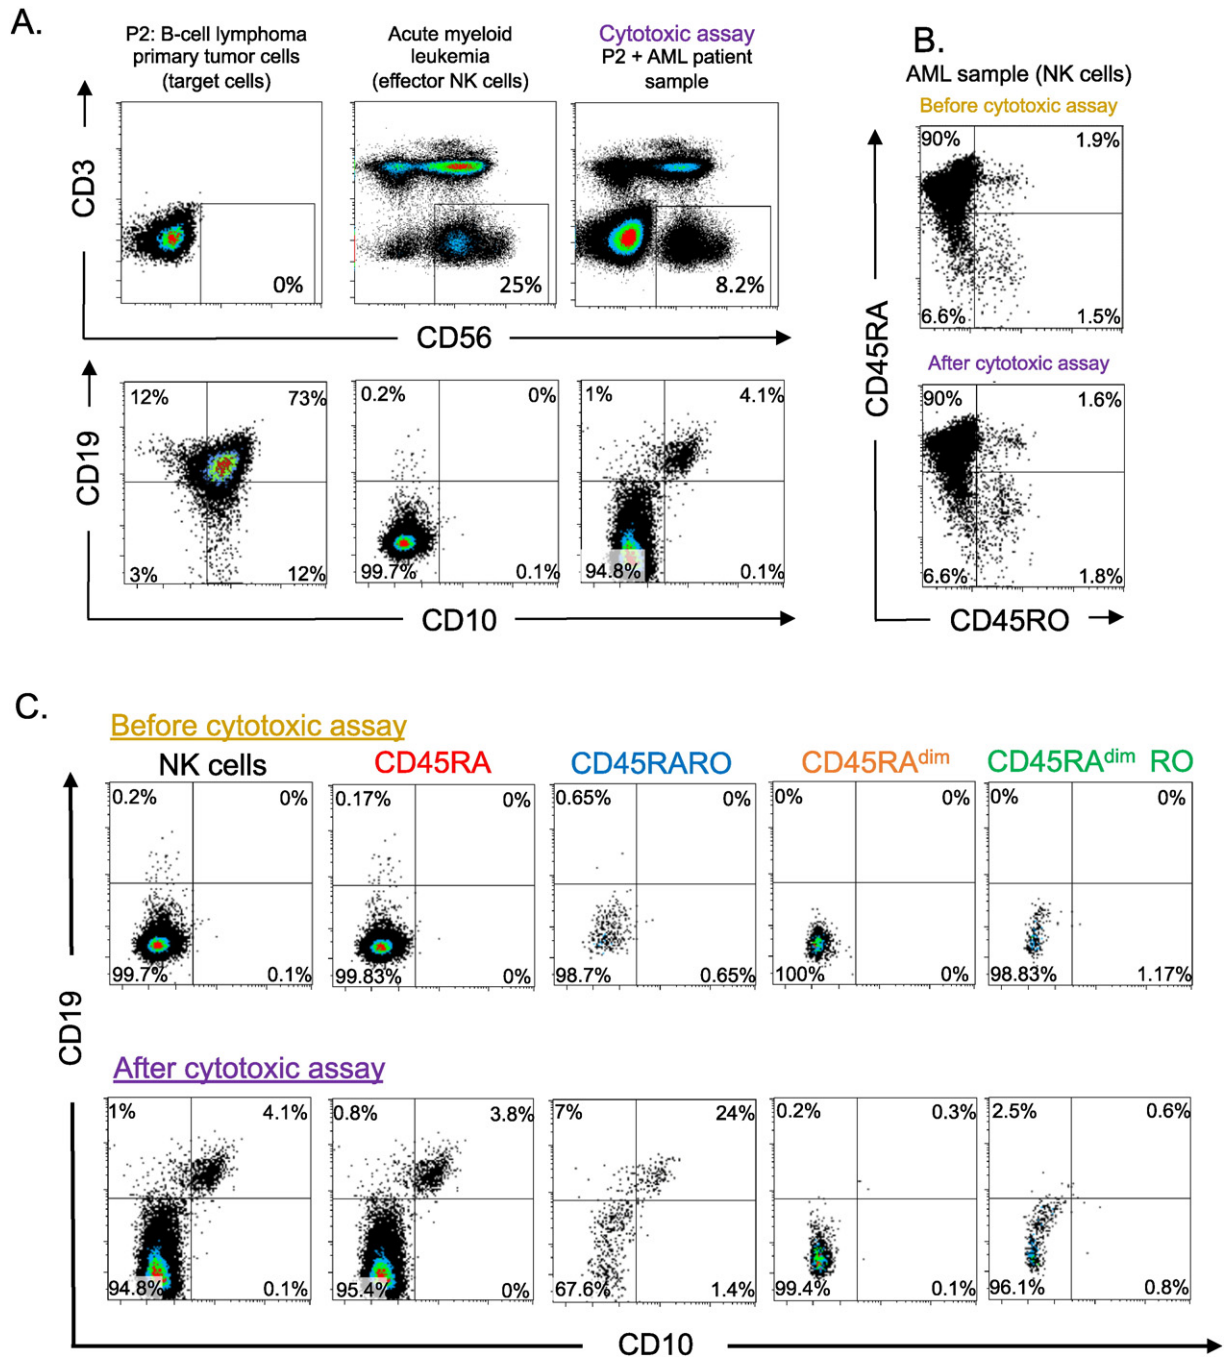 A.
P2: B-cell lymphoma
primary tumor cells
(target cells)
Acute myeloid
leukemia
(effector NK cells)
Cytotoxic assay
P2 + AML patient
sample
CD3
0%
25%
8.2%
CD56
CD19
12%
73%
3%
12%
0.2%
0%
99.7%
0.1%
1%
4.1%
94.8%
0.1%
CD10
B.
AML sample (NK cells)
Before cytotoxic assay
90%
1.9%
6.6%
1.5%
After cytotoxic assay
90%
1.6%
6.6%
1.8%
CD45RA
CD45RO
C.
Before cytotoxic assay
NK cells
CD45RA
CD45RARO
CD45RAdim
CD45RAdim RO
0.2%
0%
99.7%
0.1%
0.17%
0%
99.83%
0%
0.65%
0%
98.7%
0.65%
0%
0%
100%
0%
0%
0%
98.83%
1.17%
CD19
After cytotoxic assay
1%
4.1%
94.8%
0.1%
0.8%
3.8%
95.4%
0%
7%
24%
67.6%
1.4%
0.2%
0.3%
99.4%
0.1%
2.5%
0.6%
96.1%
0.8%
CD10